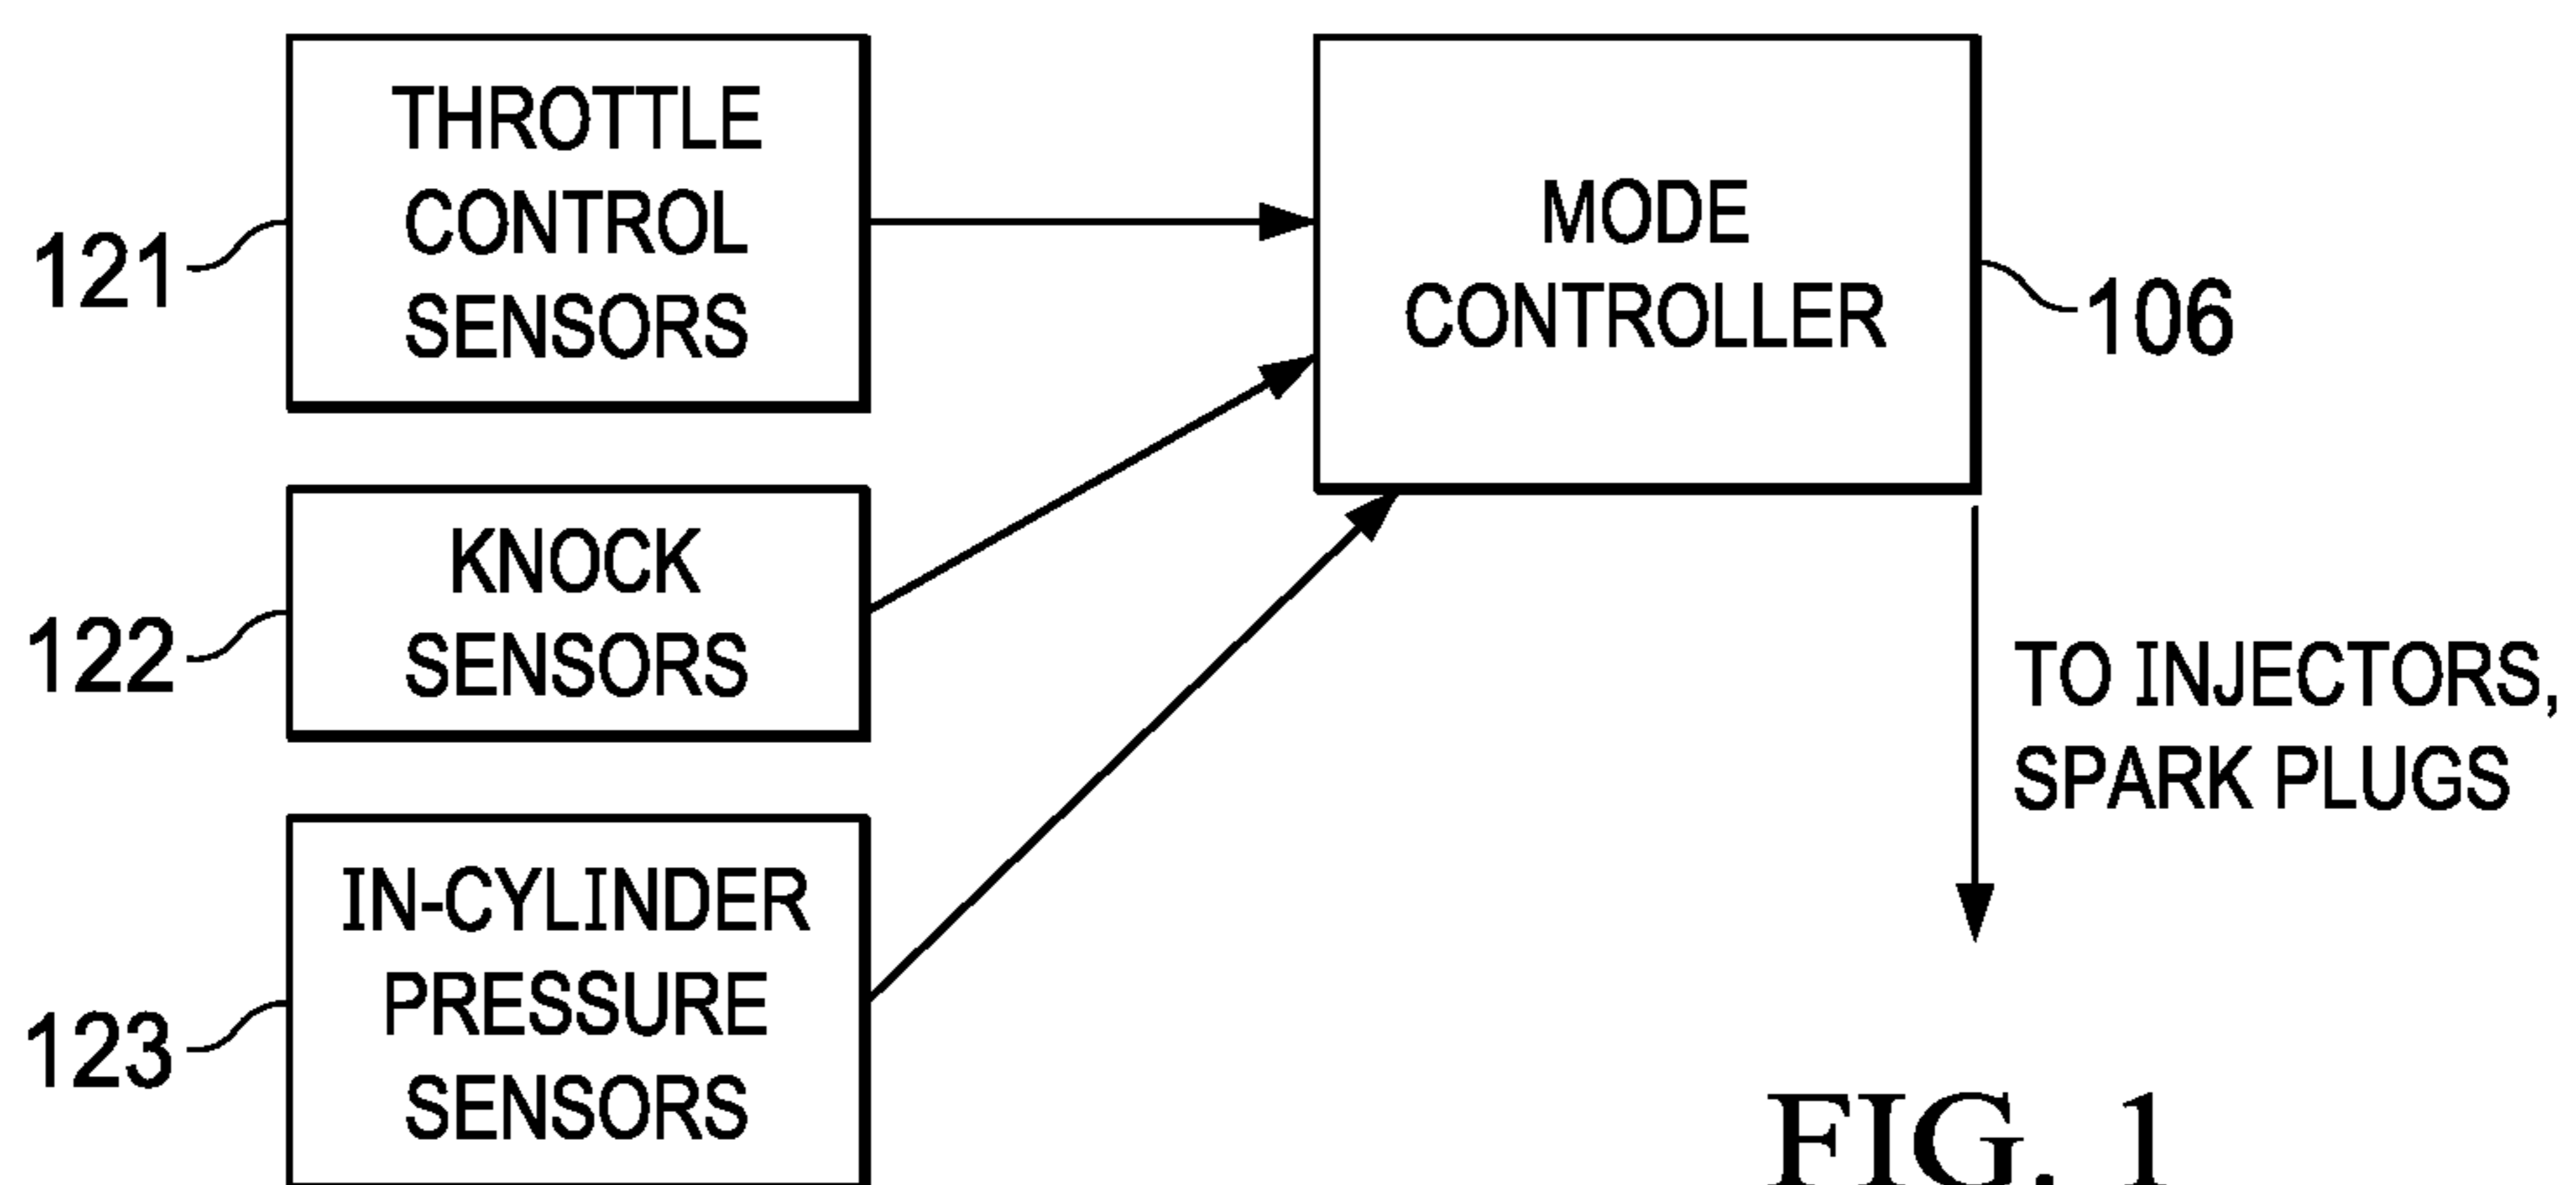 THROTTLE
CONTROL
SENSORS
121
MODE
CONTROLLER
106
KNOCK
SENSORS
122
TO INJECTORS,
SPARK PLUGS
IN-CYLINDER
PRESSURE
SENSORS
123
FIG. 1